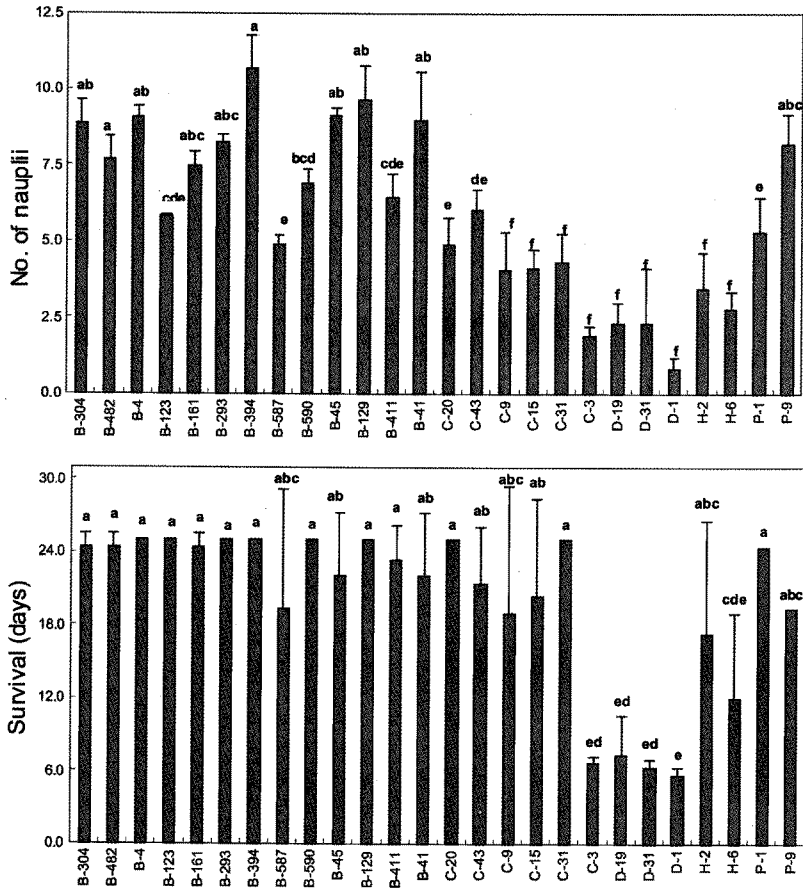 12.5
10.0
7.5
5.0
2.5
0.0
No. of nauplii
ab
a
ab
cde
abc
abc
a
e
bcd
ab
ab
cde
ab
e
de
f
f
f
f
f
f
f
f
f
e
abc
B-304
B-482
B-4
B-123
B-161
B-293
B-394
B-587
B-590
B-45
B-129
B-411
B-41
C-20
C-43
C-9
C-15
C-31
C-3
D-19
D-31
D-1
H-2
H-6
P-1
P-9
30.0
24.0
18.0
12.0
6.0
0.0
Survival (days)
a
a
a
a
a
a
a
abc
a
ab
a
a
ab
a
ab
abc
ab
a
ed
ed
ed
e
abc
cde
a
abc
B-304
B-482
B-4
B-123
B-161
B-293
B-394
B-587
B-590
B-45
B-129
B-411
B-41
C-20
C-43
C-9
C-15
C-31
C-3
D-19
D-31
D-1
H-2
H-6
P-1
P-9